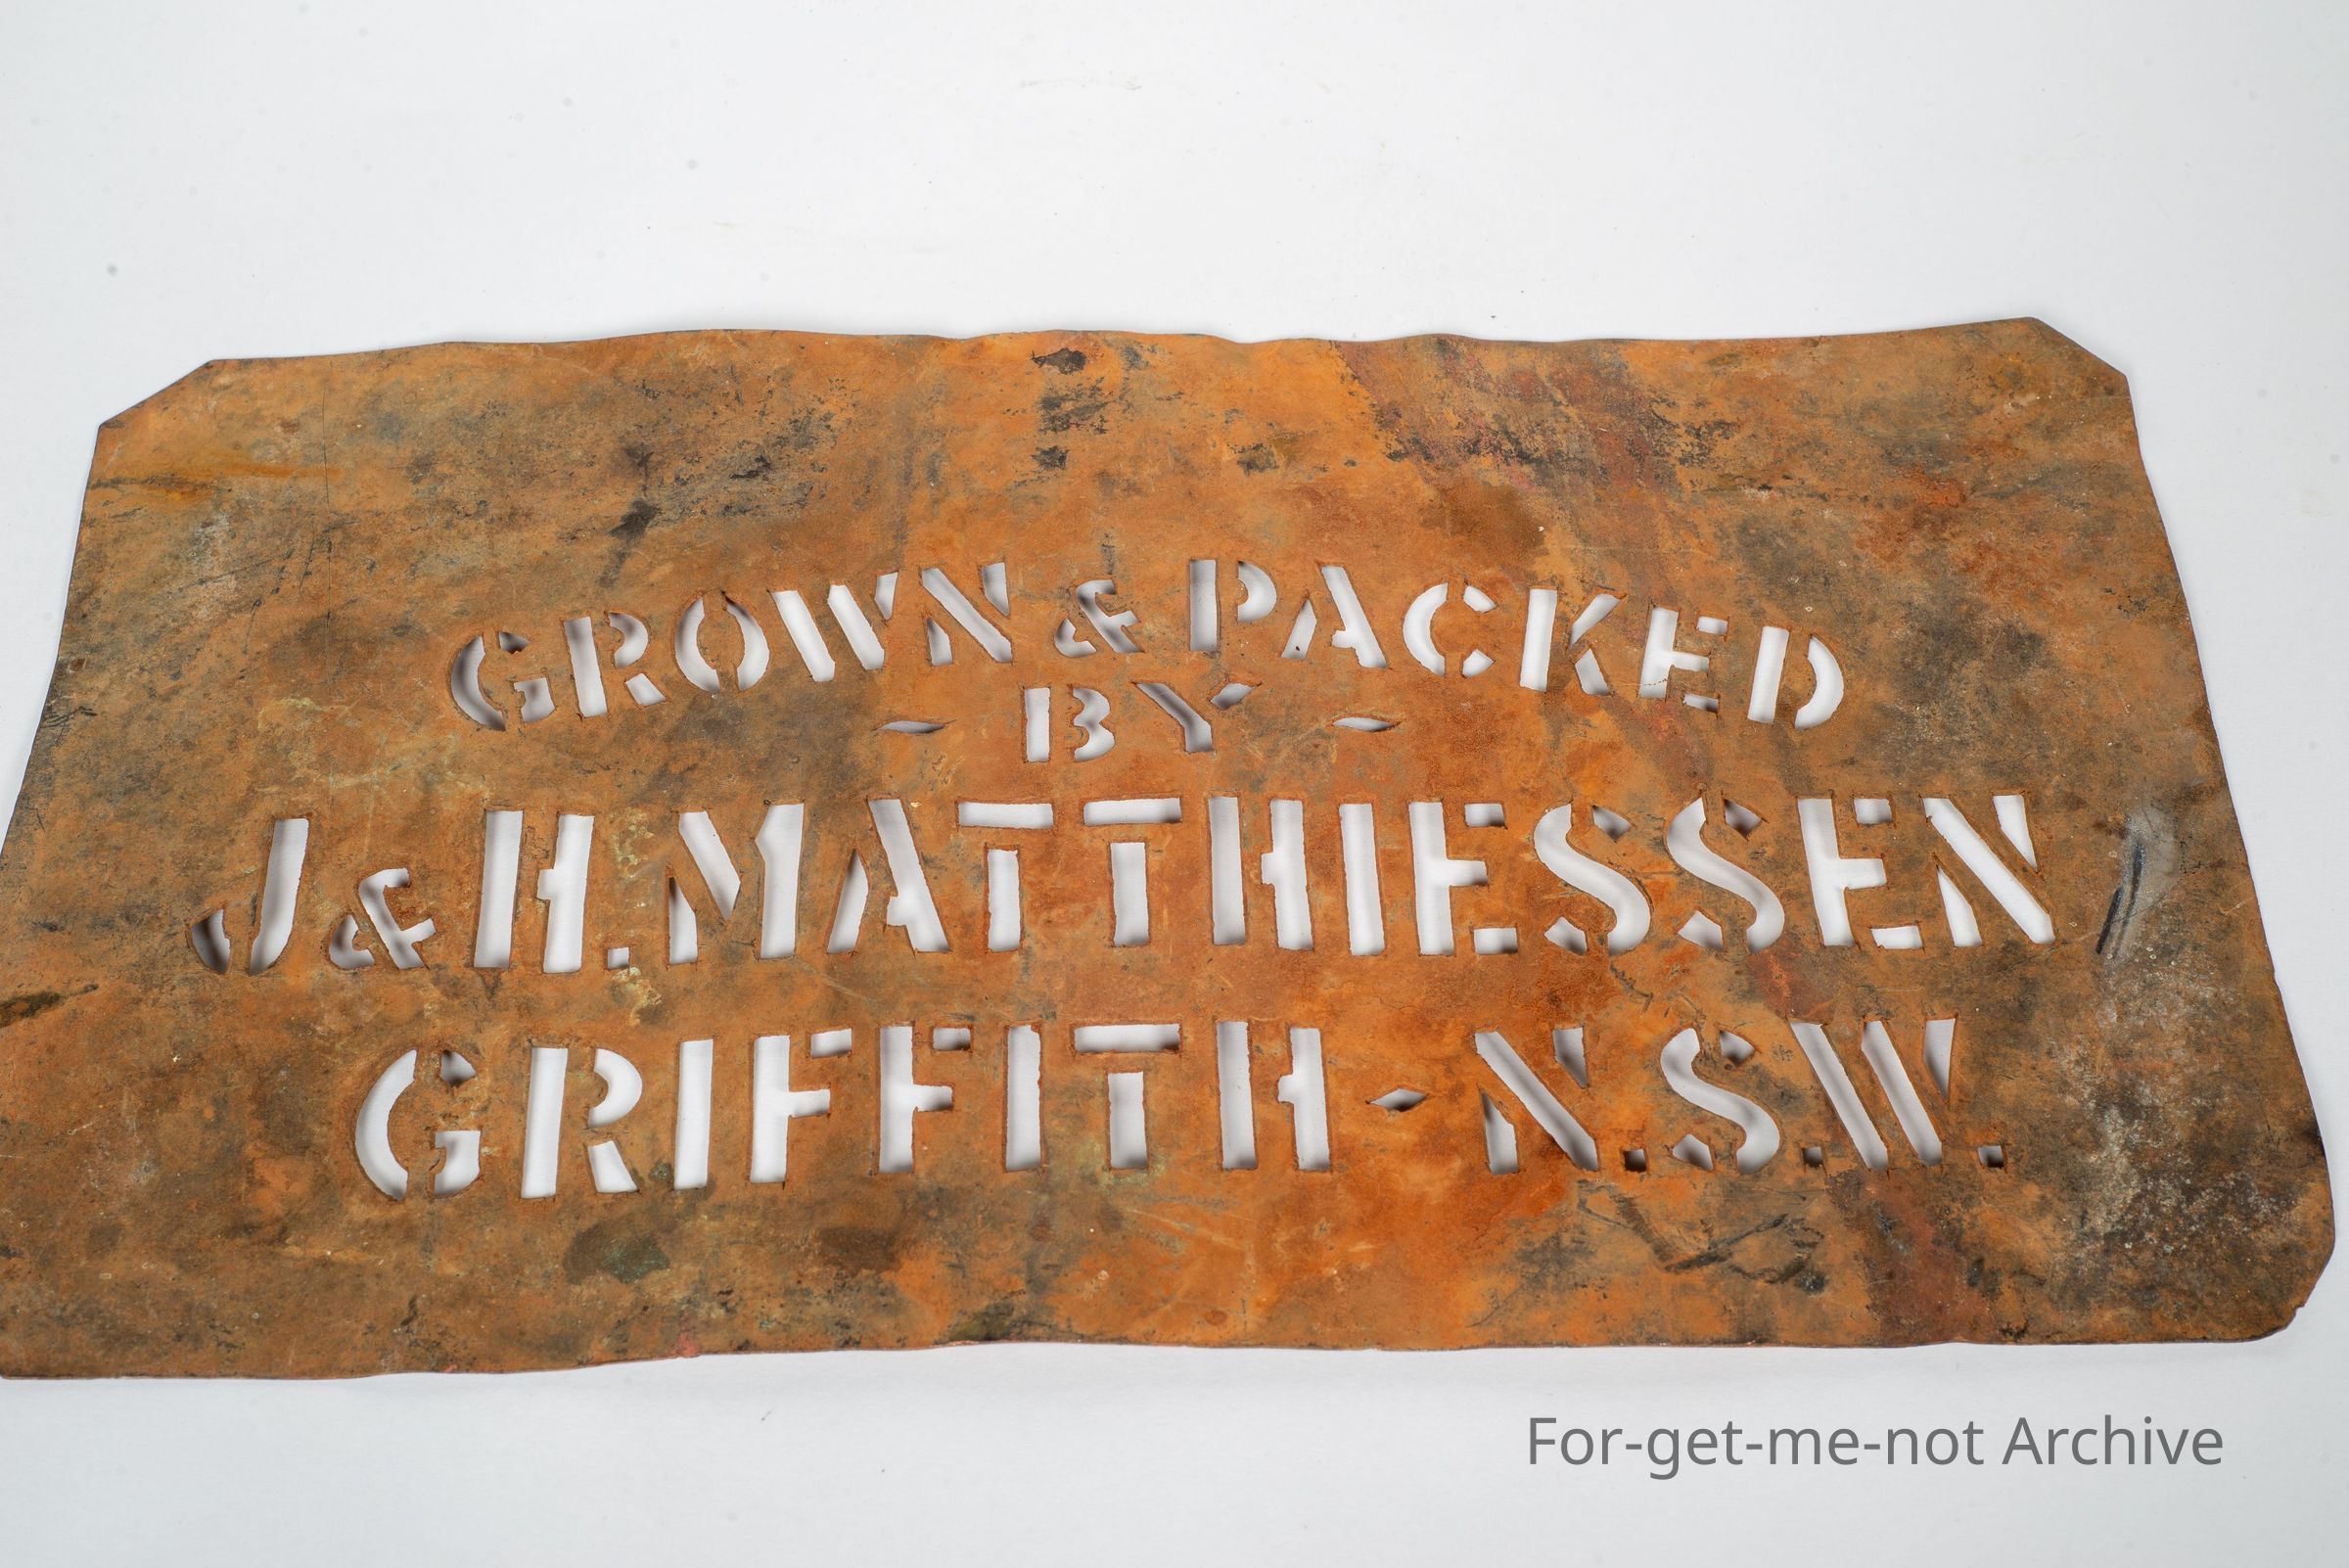 GROWN & PACKED
BY
J & H. MATTHIESSEN
GRIFFITH - N.S.W.
For-get-me-not Archive